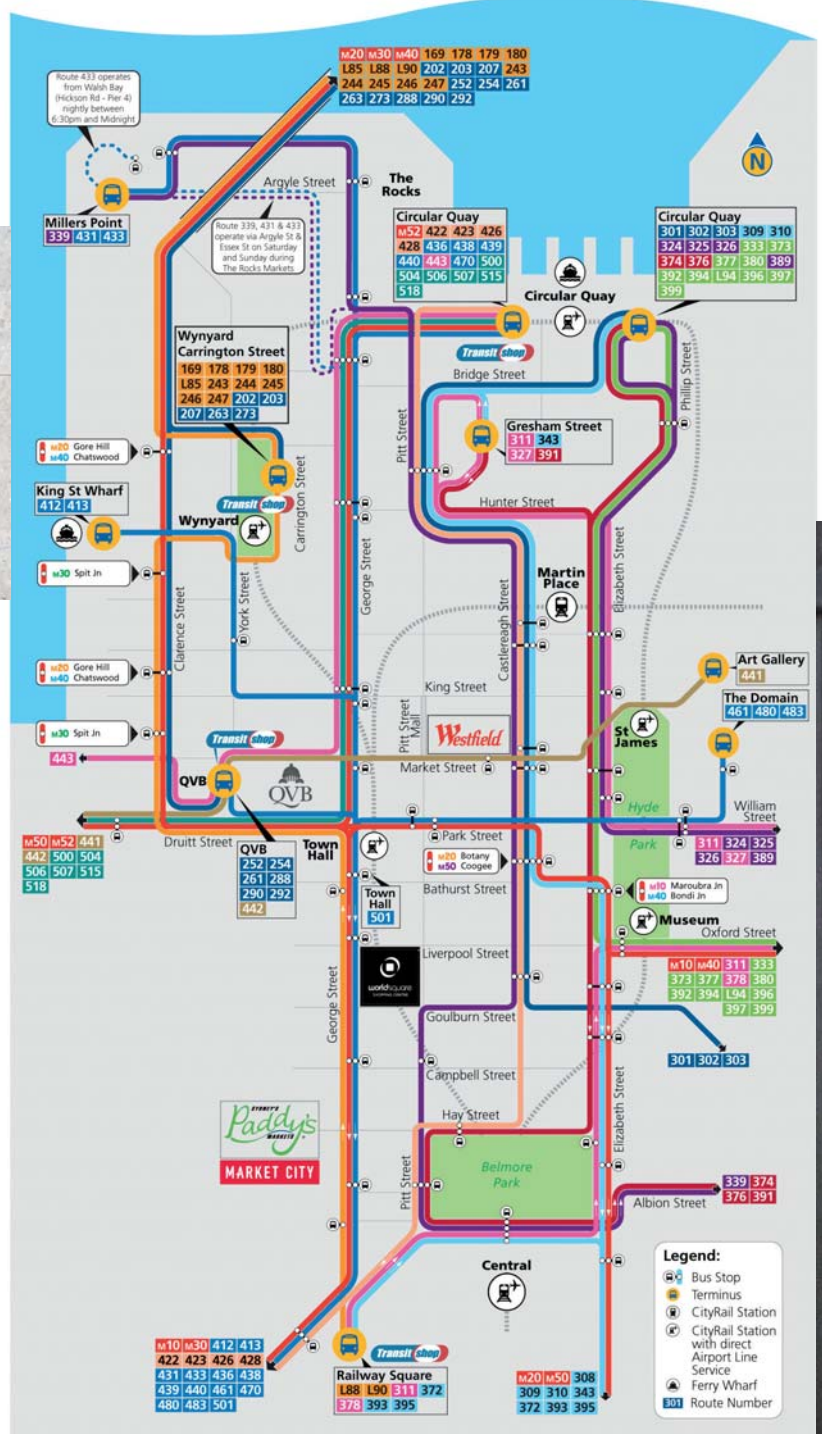 M20 M30 M40 169 178 179 180
L85 L88 L90 202 203 207 243
244 245 246 247 252 254 261
263 273 288 290 292
Route 433 operates
from Walsh Bay
(Hickson Rd - Pier 4)
nightly between
6:30pm and Midnight
N
The
Rocks
Argyle Street
Millers Point
339 431 433
Route 339, 431 & 433
operate via Argyle St &
Essex St on Saturday
and Sunday during
The Rocks Markets
Circular Quay
M52 422 423 426
428 436 438 439
440 443 470 500
504 506 507 515
518
Circular Quay
301 302 303 309 310
324 325 326 333 373
374 376 377 380 389
392 394 L94 396 397
399
Circular Quay
Transit shop
Wynyard
Carrington Street
169 178 179 180
L85 243 244 245
246 247 202 203
207 263 273
Bridge Street
Phillip Street
Pitt Street
Gresham Street
311 343
327 391
M20 Gore Hill
M40 Chatswood
King St Wharf
412 413
Transit shop
Wynyard
Carrington Street
Hunter Street
George Street
Elizabeth Street
Martin
Place
M30 Spit Jn
Clarence Street
York Street
Castlereagh Street
M20 Gore Hill
M40 Chatswood
King Street
Art Gallery
441
The Domain
461 480 483
M30 Spit Jn
443
Transit shop
QVB
QVB
Pitt Street
Mall
Westfield
Market Street
St
James
Hyde
Park
William
Street
311 324 325
326 327 389
Druitt Street
Town
Hall
Park Street
M50 M52 441
442 500 504
506 507 515
518
QVB
252 254
261 288
290 292
442
Town
Hall
501
M20 Botany
M50 Coogee
Bathurst Street
M10 Maroubra Jn
M40 Bondi Jn
Museum
Oxford Street
M10 M40 311 333
373 377 378 380
392 394 L94 396
397 399
Liverpool Street
worldsquare
SHOPPING CENTRE
George Street
Goulburn Street
301 302 303
Campbell Street
Elizabeth Street
Hay Street
SYDNEY'S
Paddy's
MARKETS
MARKET CITY
Pitt Street
Belmore
Park
339 374
376 391
Albion Street
Central
Legend:
Bus Stop
Terminus
CityRail Station
CityRail Station
with direct
Airport Line
Service
Ferry Wharf
301 Route Number
M10 M30 412 413
422 423 426 428
431 433 436 438
439 440 461 470
480 483 501
Transit shop
Railway Square
L88 L90 311 372
378 393 395
M20 M50 308
309 310 343
372 393 395